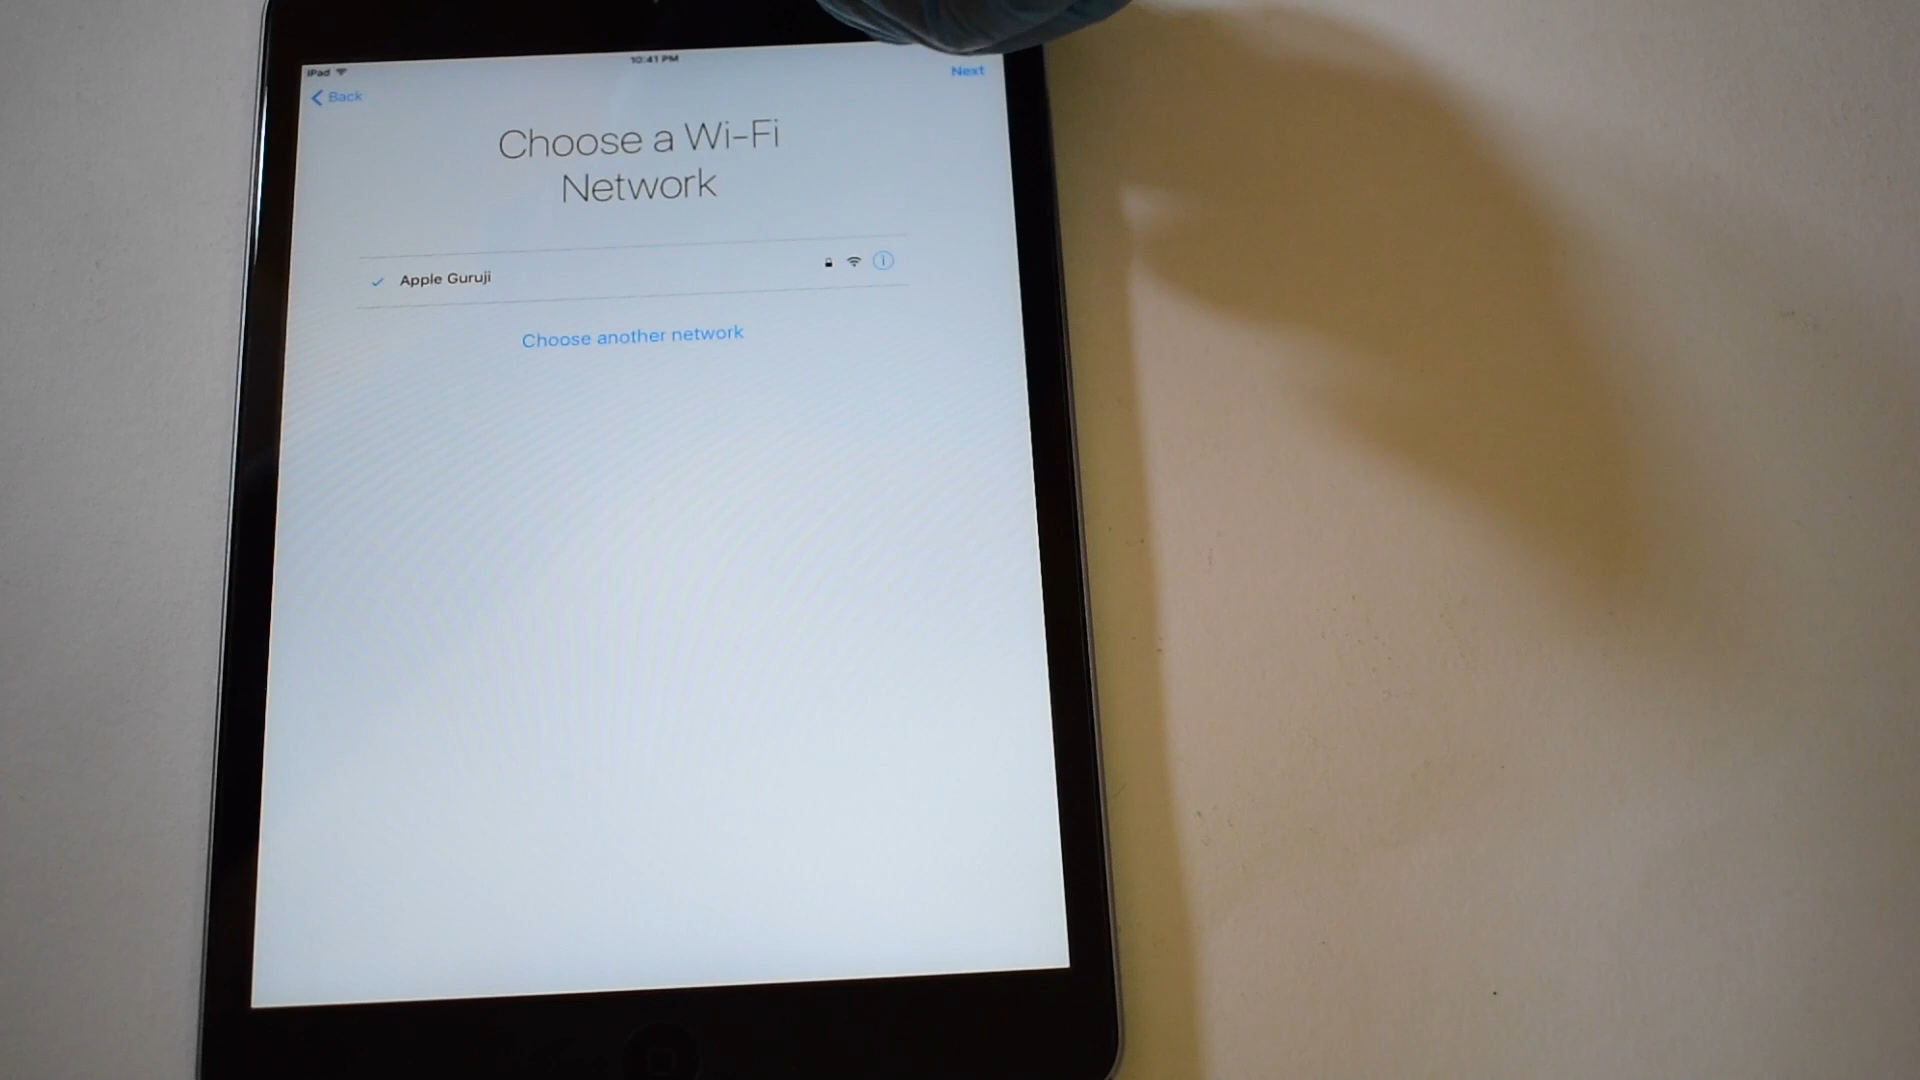 iPad
10:41 PM
Back
Next
Choose a Wi-Fi
Network
Apple Guruji
Choose another network